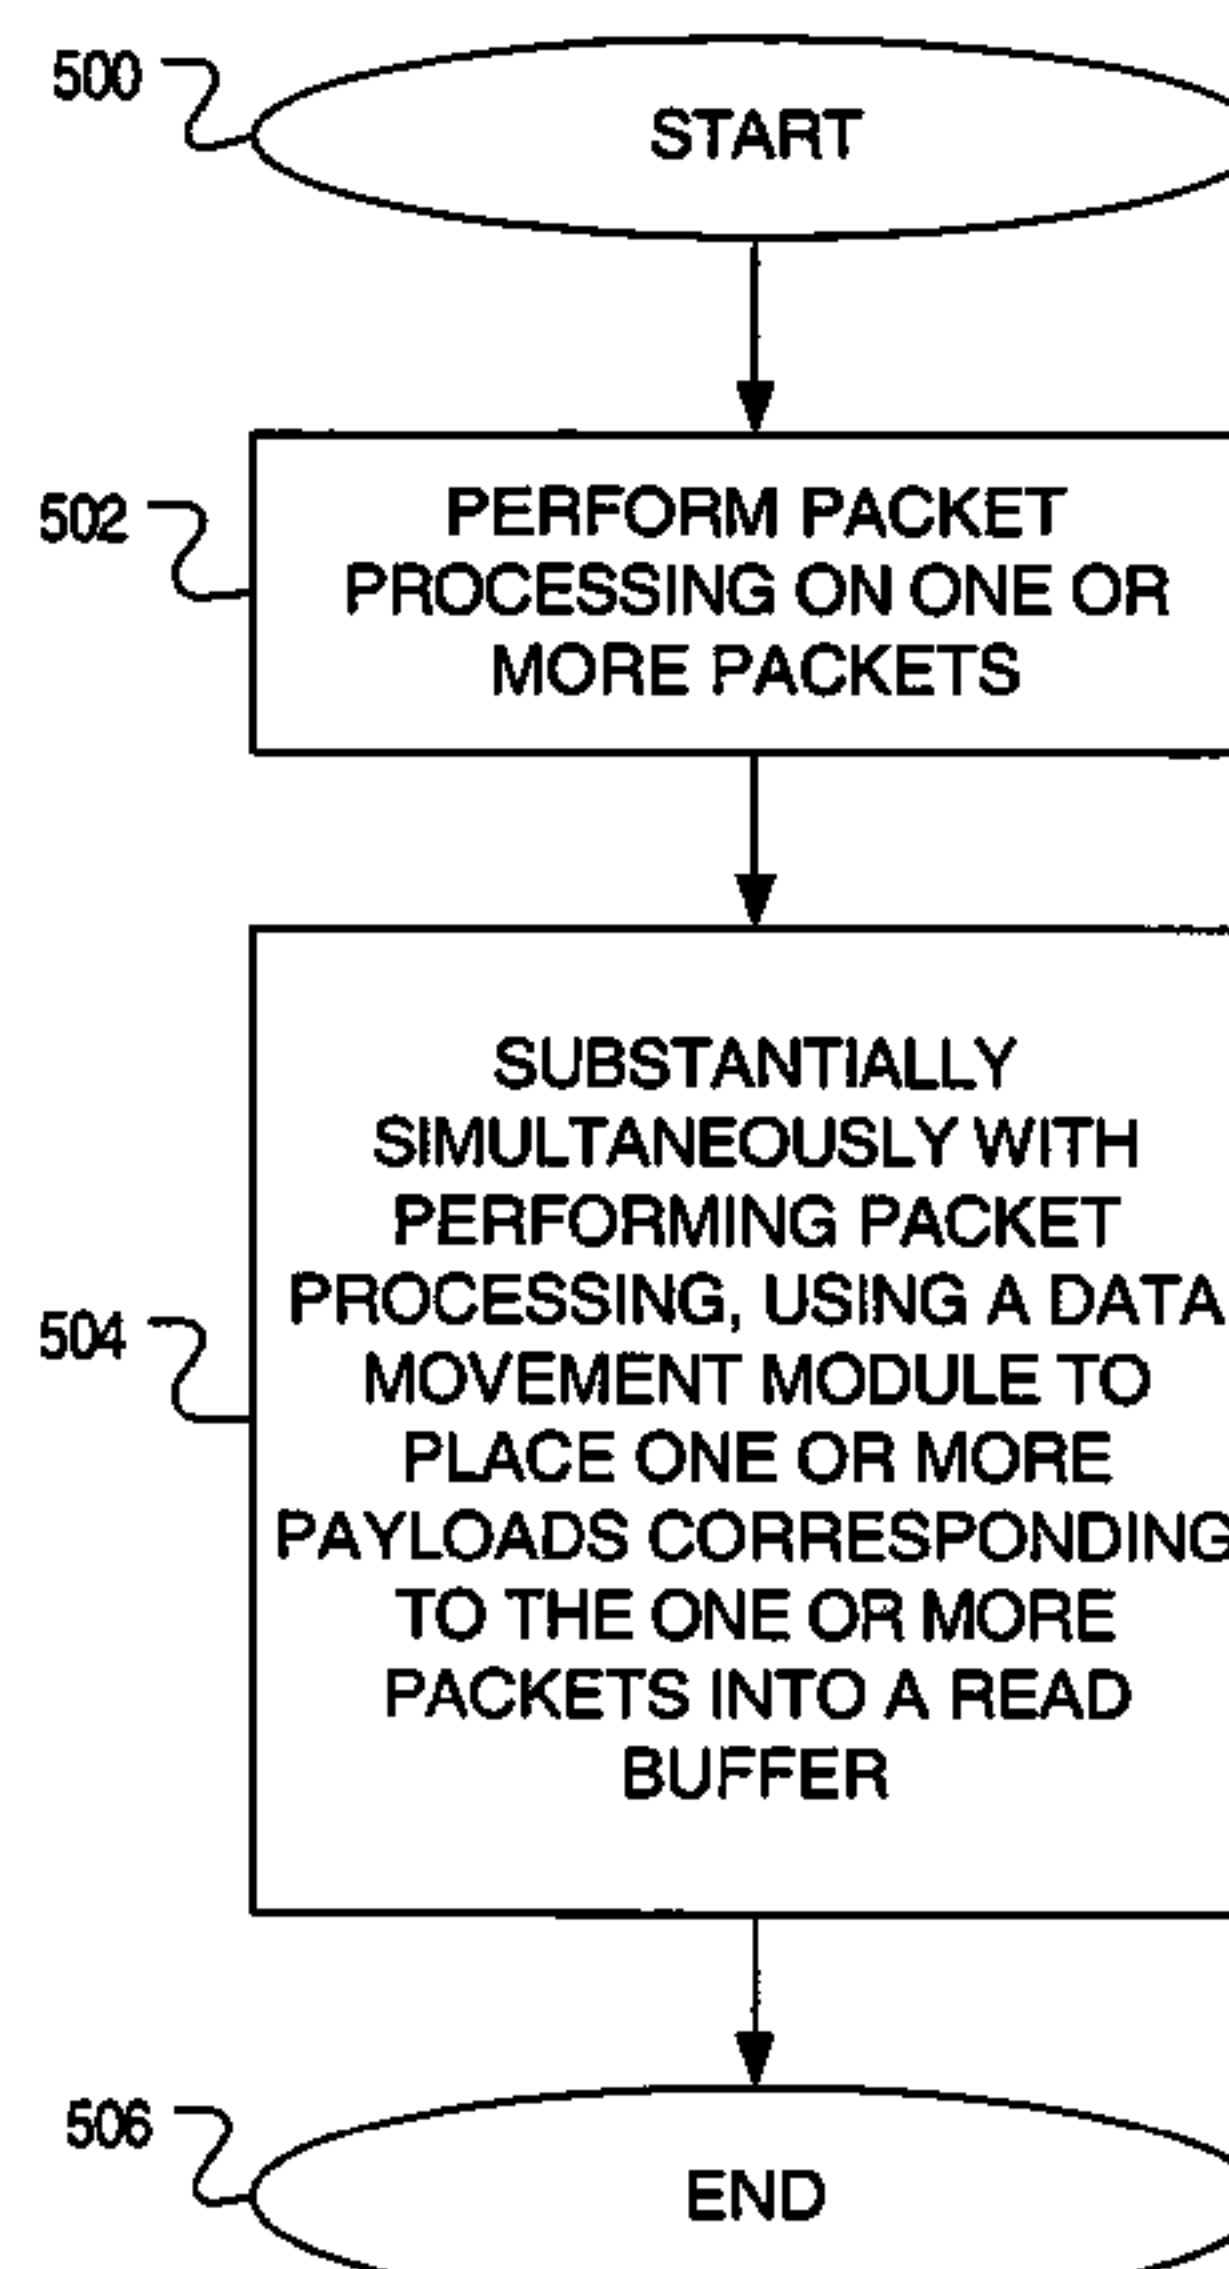 500
START
502
PERFORM PACKET
PROCESSING ON ONE OR
MORE PACKETS
SUBSTANTIALLY
SIMULTANEOUSLY WITH
PERFORMING PACKET
PROCESSING, USING A DATA
504
MOVEMENT MODULE TO
PLACE ONE OR MORE
PAYLOADS CORRESPONDING
TO THE ONE OR MORE
PACKETS INTO A READ
BUFFER
506
END